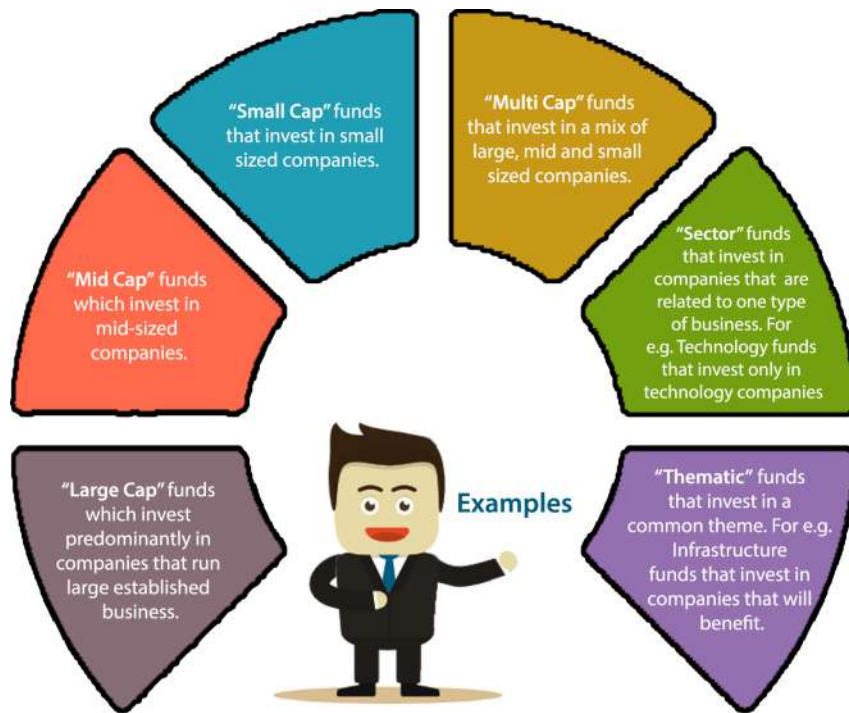 “Small Cap” funds
that invest in small
sized companies.
“Multi Cap” funds
that invest in a mix of
large, mid and small
sized companies.
“Mid Cap” funds
which invest in
mid-sized
companies.
“Sector” funds
that invest in
companies that are
related to one type
of business. For
e.g. Technology funds
that invest only in
technology companies
“Large Cap” funds
which invest
predominantly in
companies that run
large established
business.
Examples
“Thematic” funds
that invest in a
common theme. For e.g.
Infrastructure
funds that invest in
companies that will
benefit.